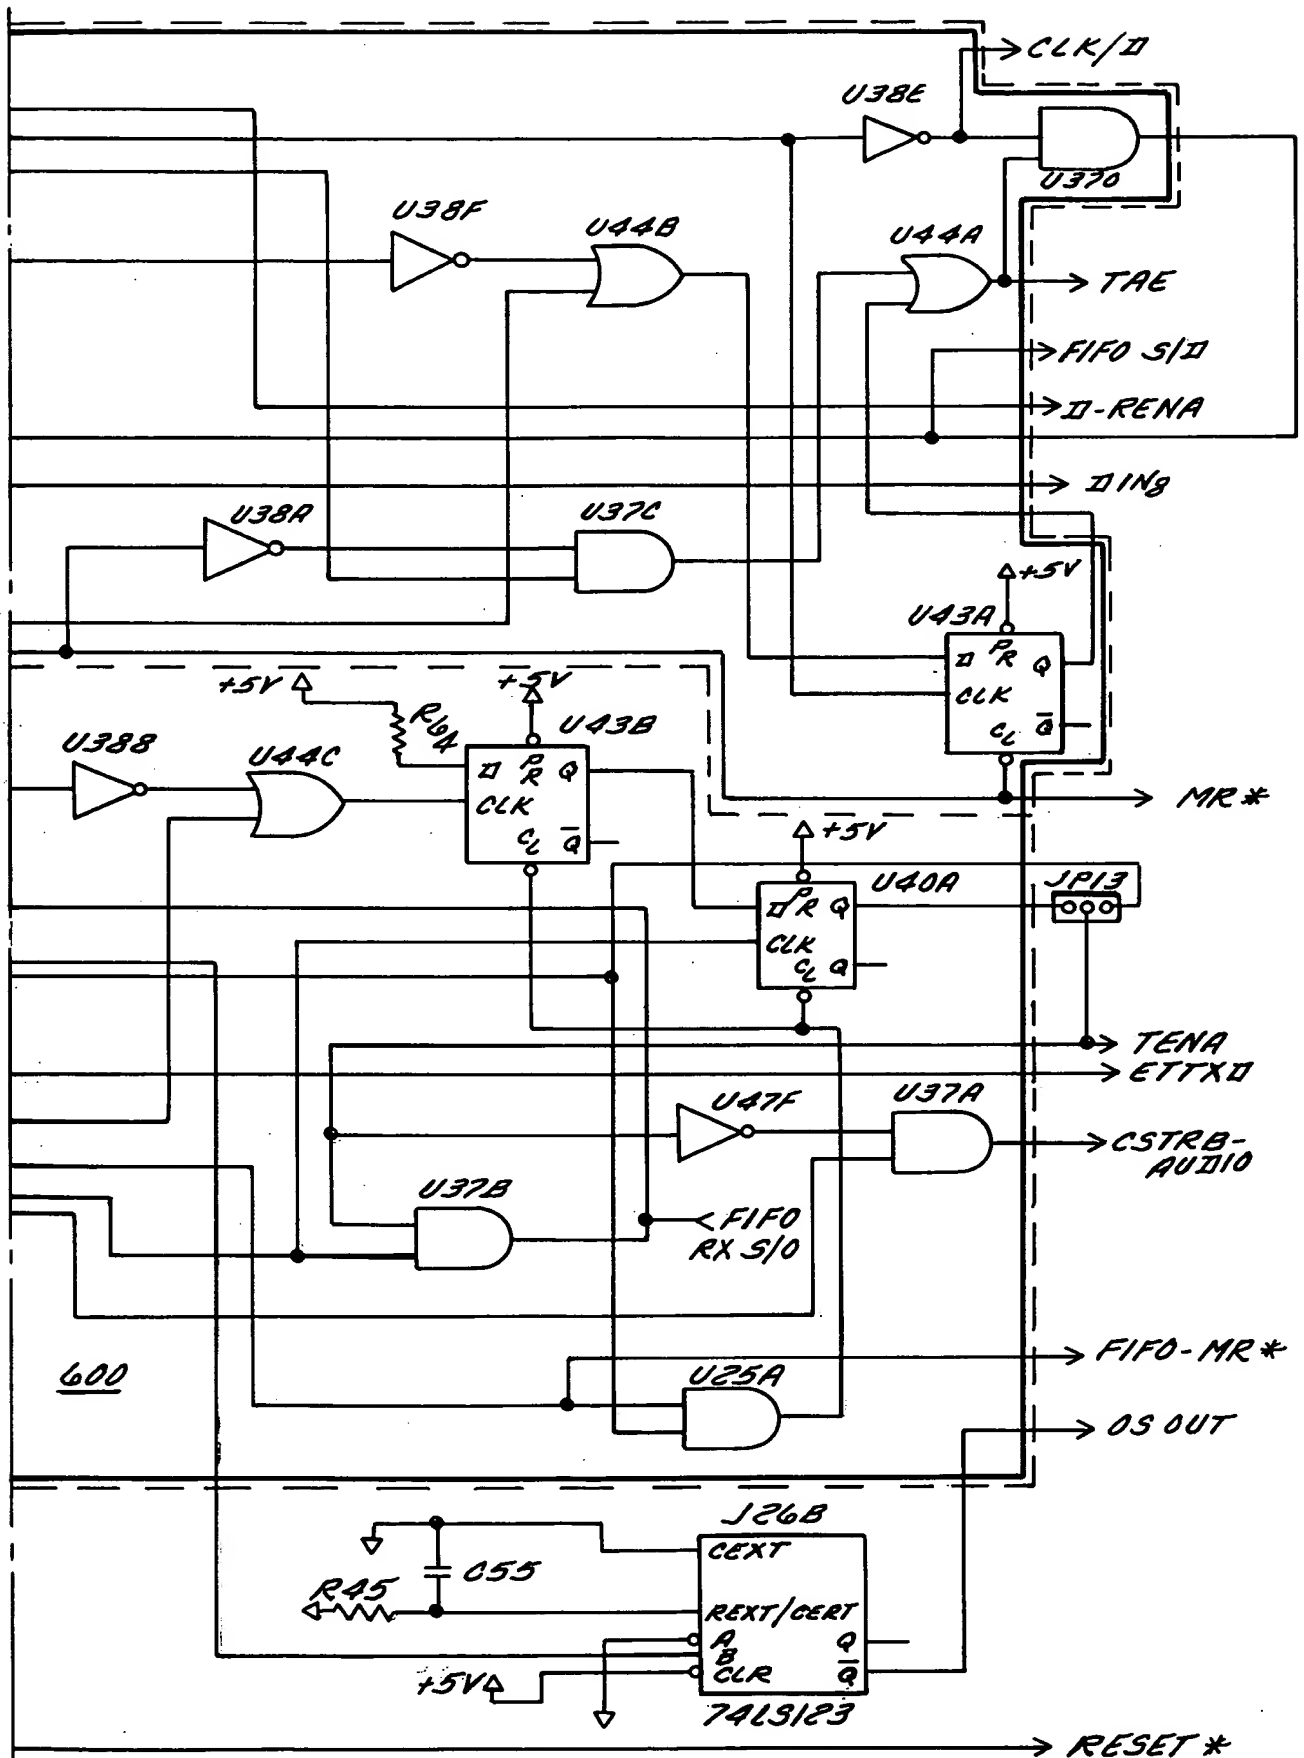 CLK/D
U38E
U370
U38F
U44B
U44A
TAE
FIFO S/D
D-RENA
DIN8
U38A
U37C
+5V
U43A
D PR Q
CLK
CL Q
+5V
R64
+5V
U43B
U388
U44C
D PR Q
CLK
CL Q
MR*
+5V
U40A
JP13
D PR Q
CLK
CL Q
TENA
ETTXD
U47F
U37A
CSTRB-
AUDIO
U37B
FIFO
RX S/O
600
FIFO-MR*
U25A
OS OUT
J26B
CEXT
C55
R45
REXT/CERT
A
B
CLR
Q
Q
+5V
74LS123
RESET*